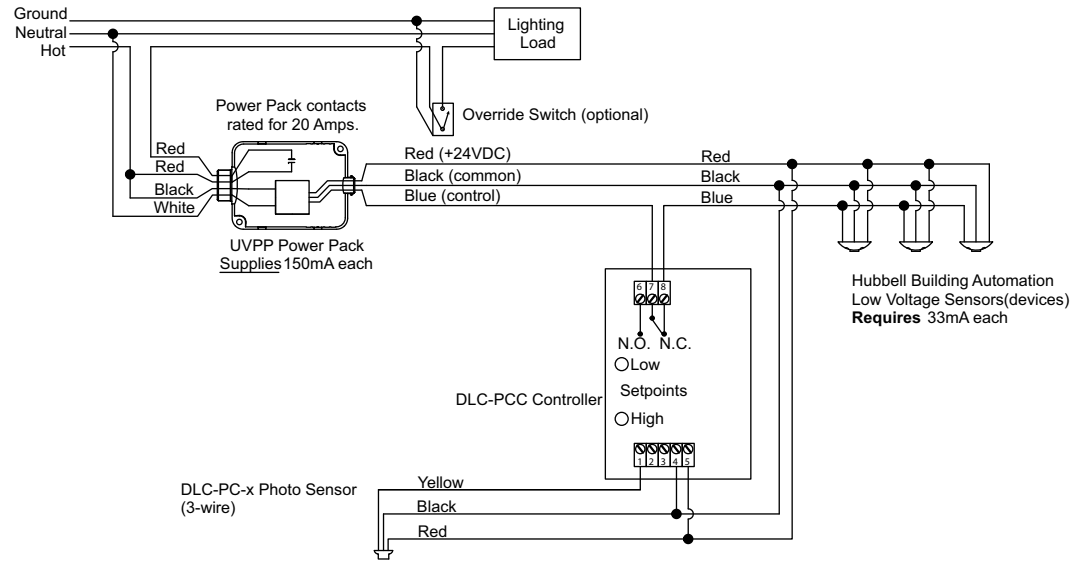 Ground
Neutral
Hot
Lighting
Load
Power Pack contacts
rated for 20 Amps.
Override Switch (optional)
Red
Red
Black
White
Red (+24VDC)
Black (common)
Blue (control)
Red
Black
Blue
UVPP Power Pack
Supplies 150mA each
Hubbell Building Automation
Low Voltage Sensors(devices)
Requires 33mA each
6 7 8
N.O. N.C.
Low
Setpoints
High
DLC-PCC Controller
1 2 3 4 5
DLC-PC-x Photo Sensor
(3-wire)
Yellow
Black
Red